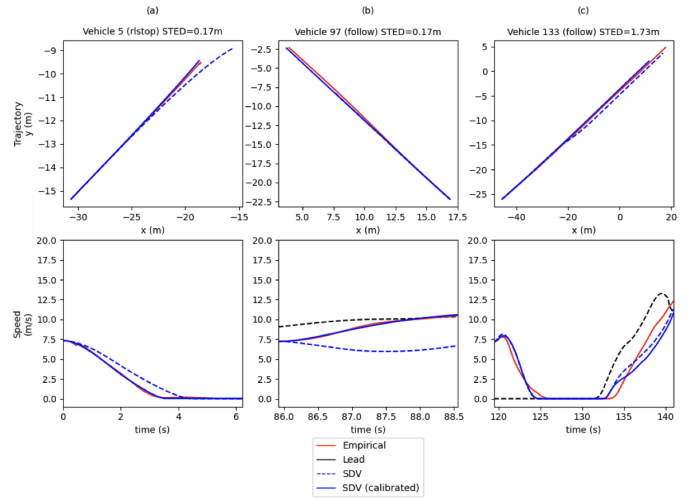 (a) (b) (c)
Vehicle 5 (rlstop) STED=0.17m Vehicle 97 (follow) STED=0.17m Vehicle 133 (follow) STED=1.73m
Trajectory
y (m)
−9
−10
−11
−12
−13
−14
−15
−30 −25 −20 −15
x (m)
−2.5
−5.0
−7.5
−10.0
−12.5
−15.0
−17.5
−20.0
−22.5
5.0 7.5 10.0 12.5 15.0 17.5
x (m)
5
0
−5
−10
−15
−20
−25
−40 −20 0 20
x (m)
Speed
(m/s)
20.0
17.5
15.0
12.5
10.0
7.5
5.0
2.5
0.0
0 2 4 6
time (s)
20.0
17.5
15.0
12.5
10.0
7.5
5.0
2.5
0.0
86.0 86.5 87.0 87.5 88.0 88.5
time (s)
20.0
17.5
15.0
12.5
10.0
7.5
5.0
2.5
0.0
120 125 130 135 140
time (s)
Empirical
Lead
SDV
SDV (calibrated)